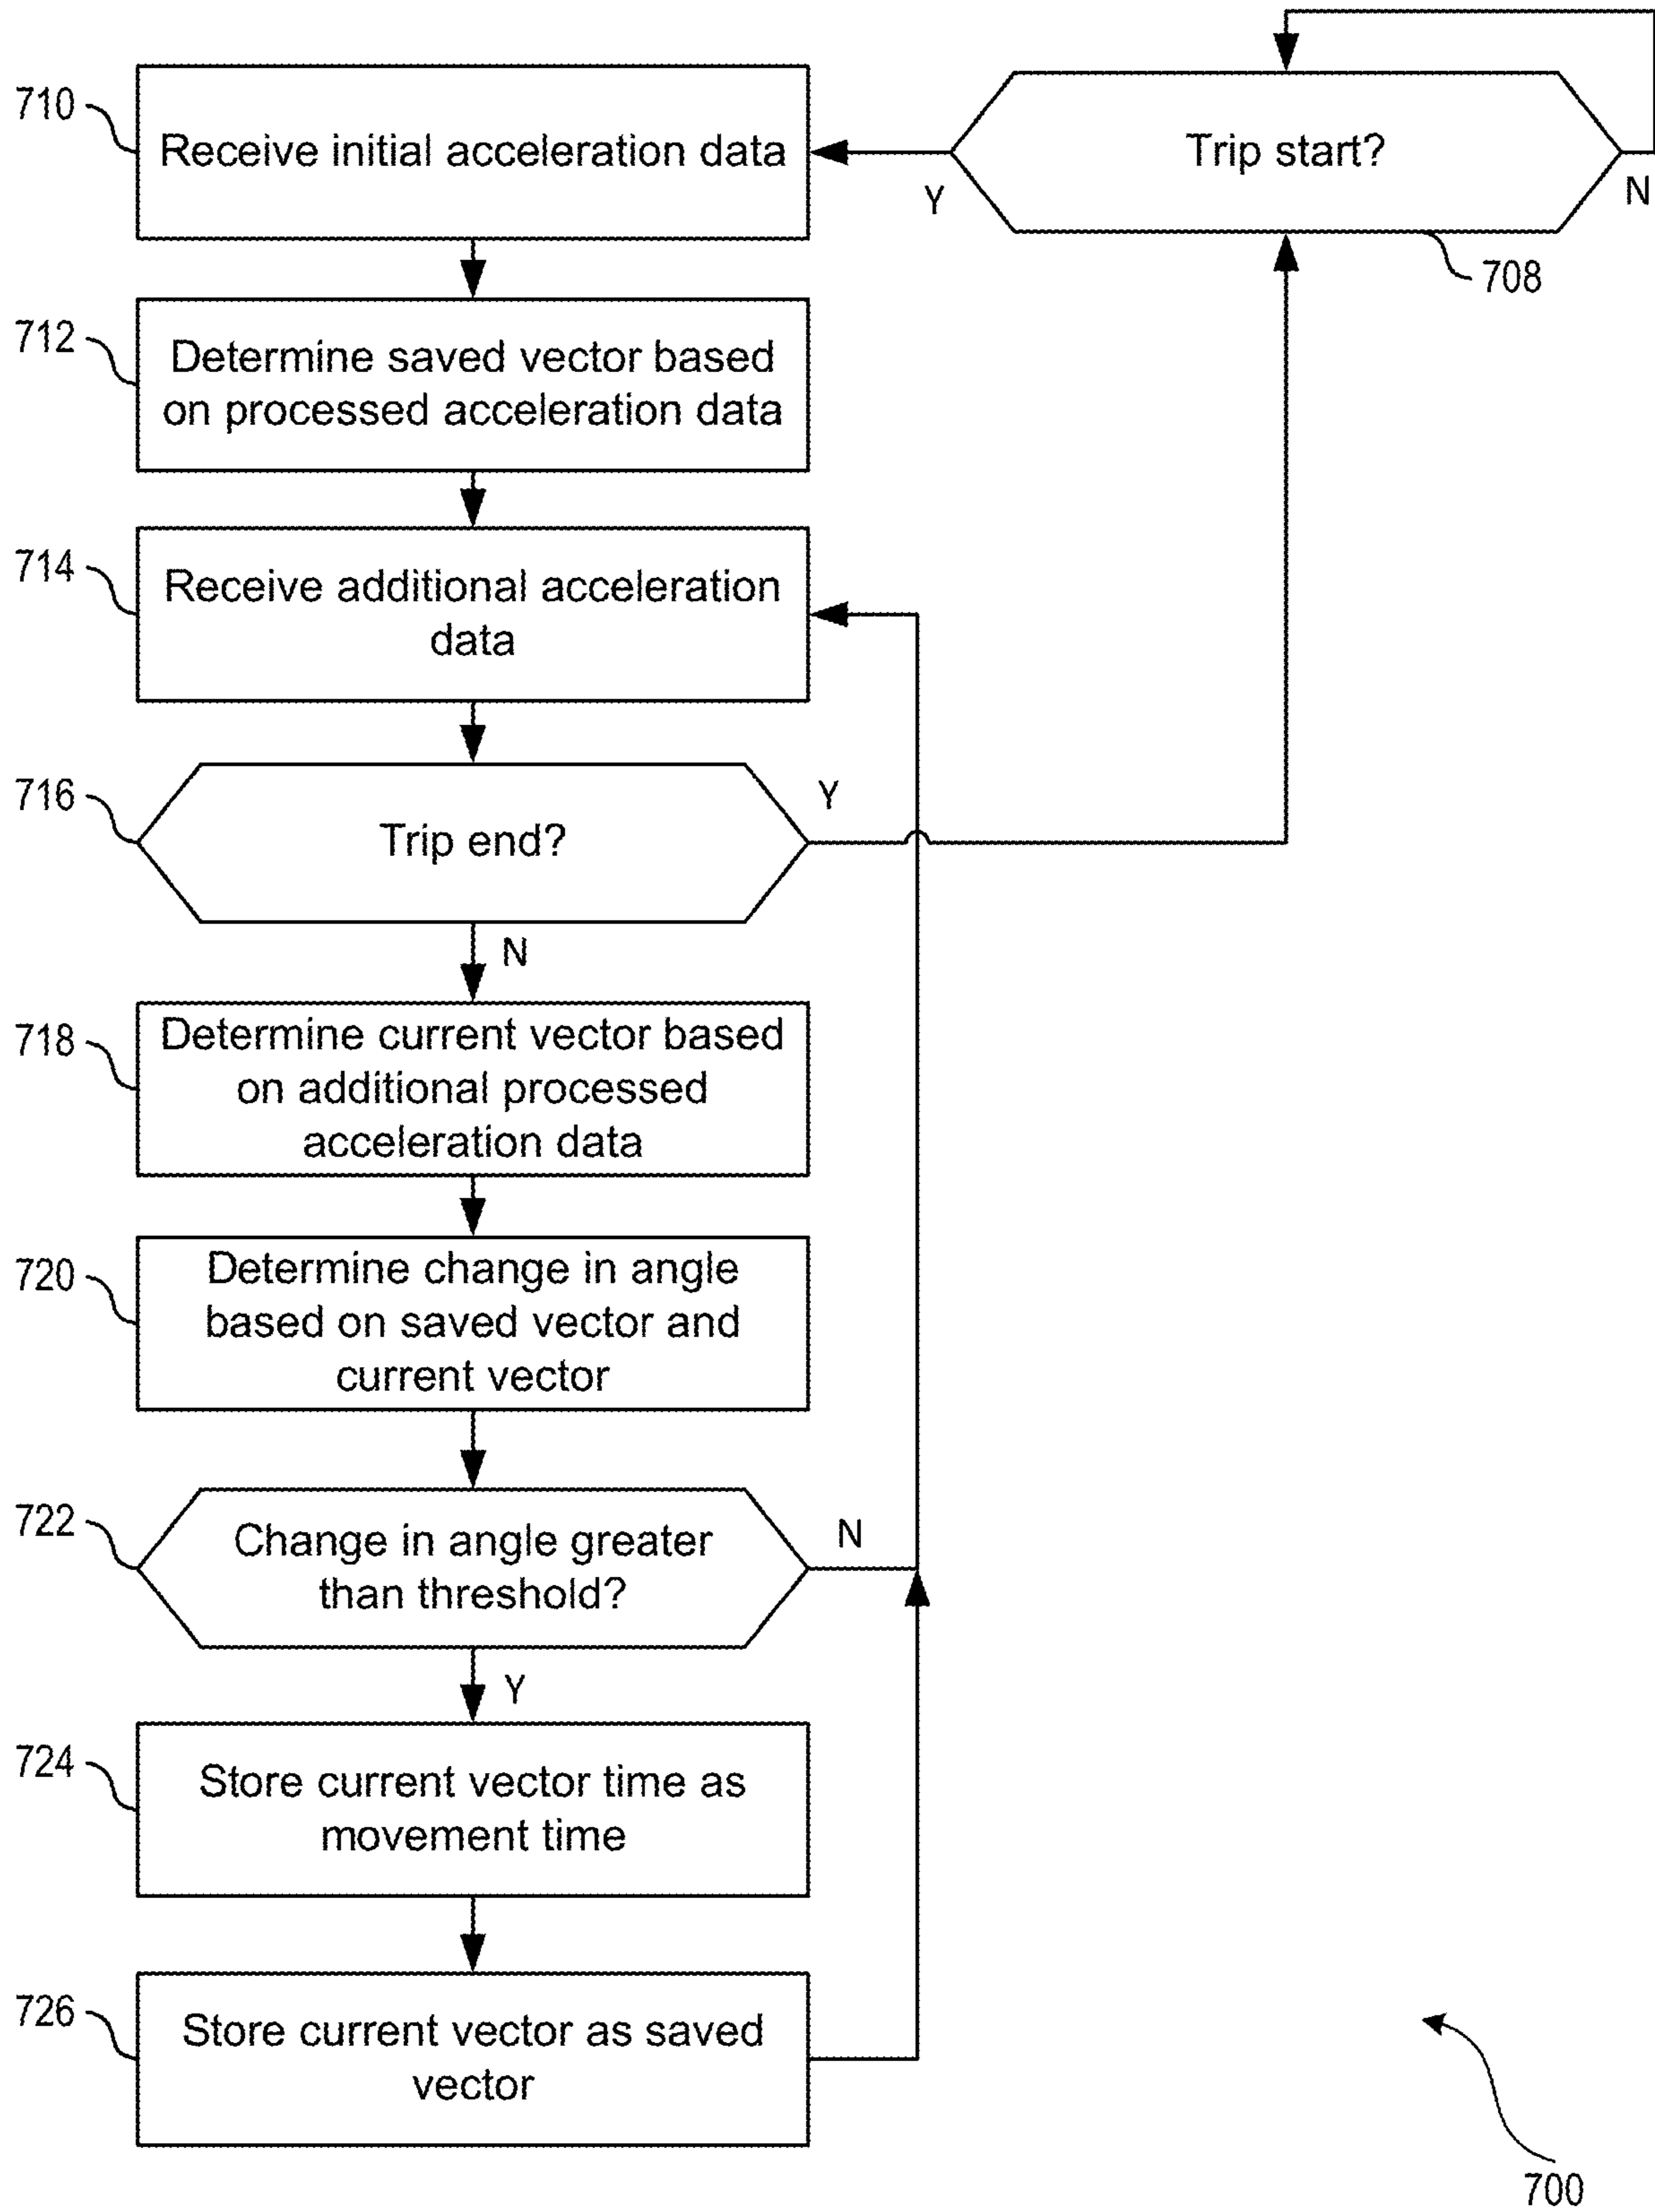 710
Receive initial acceleration data
Trip start?
Y
N
708
712
Determine saved vector based
on processed acceleration data
714
Receive additional acceleration
data
716
Trip end?
Y
N
718
Determine current vector based
on additional processed
acceleration data
720
Determine change in angle
based on saved vector and
current vector
722
Change in angle greater
than threshold?
N
Y
724
Store current vector time as
movement time
726
Store current vector as saved
vector
700